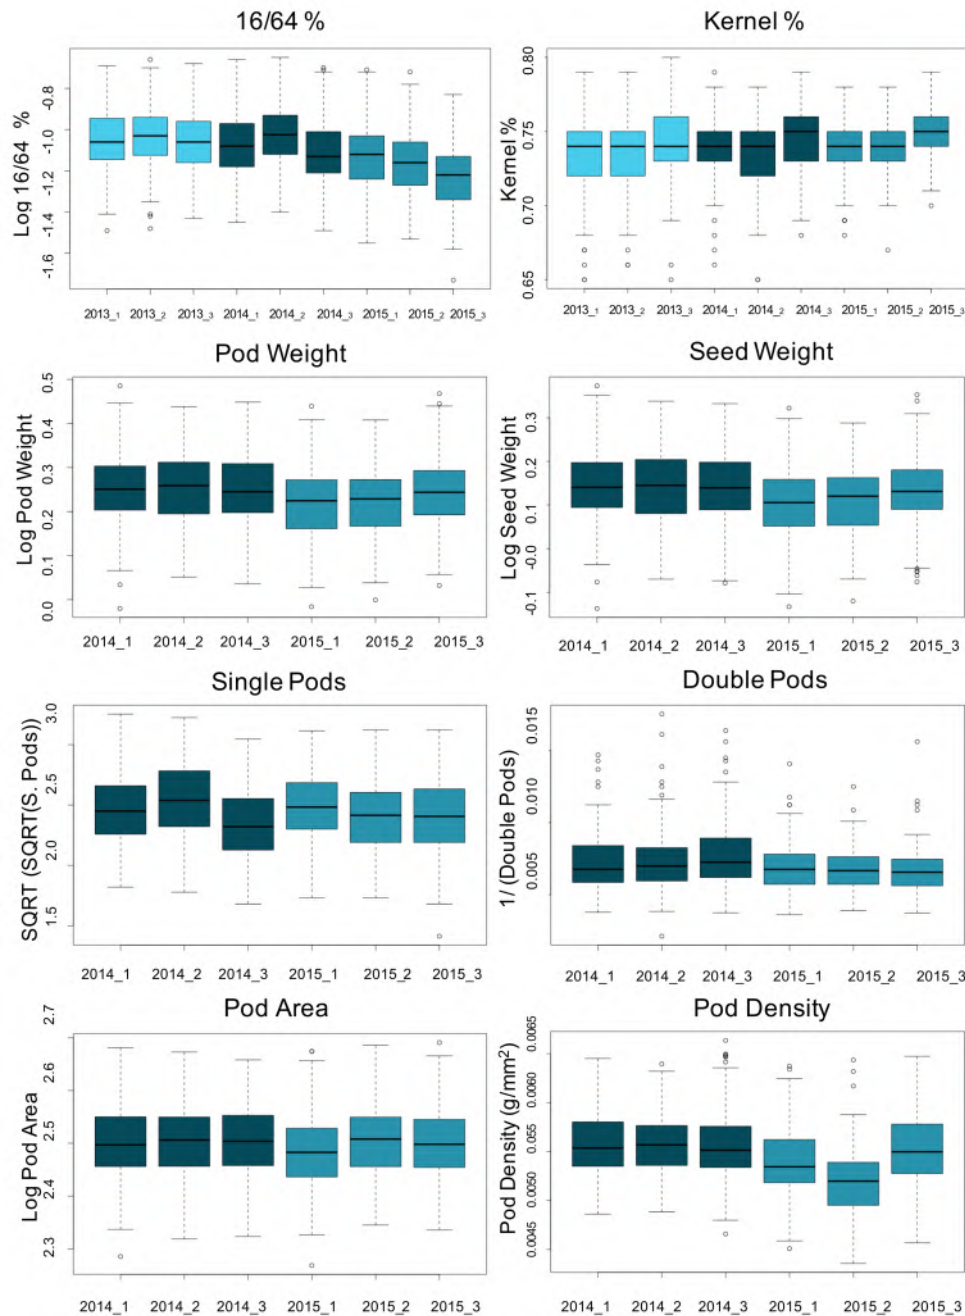 16/64 %
Log 16/64 %
-0.8
-1.0
-1.2
-1.4
-1.6
2013_1 2013_2 2013_3 2014_1 2014_2 2014_3 2015_1 2015_2 2015_3
Kernel %
Kernel %
0.80
0.75
0.70
0.65
2013_1 2013_2 2013_3 2014_1 2014_2 2014_3 2015_1 2015_2 2015_3
Pod Weight
Log Pod Weight
0.5
0.4
0.3
0.2
0.1
0.0
2014_1 2014_2 2014_3 2015_1 2015_2 2015_3
Seed Weight
Log Seed Weight
0.3
0.2
0.1
-0.0
-0.1
2014_1 2014_2 2014_3 2015_1 2015_2 2015_3
Single Pods
SQRT (SQRT(S. Pods))
3.0
2.5
2.0
1.5
2014_1 2014_2 2014_3 2015_1 2015_2 2015_3
Double Pods
1/ (Double Pods)
0.015
0.010
0.005
2014_1 2014_2 2014_3 2015_1 2015_2 2015_3
Pod Area
Log Pod Area
2.7
2.6
2.5
2.4
2.3
2014_1 2014_2 2014_3 2015_1 2015_2 2015_3
Pod Density
Pod Density (g/mm²)
0.0065
0.0060
0.0055
0.0050
0.0045
2014_1 2014_2 2014_3 2015_1 2015_2 2015_3